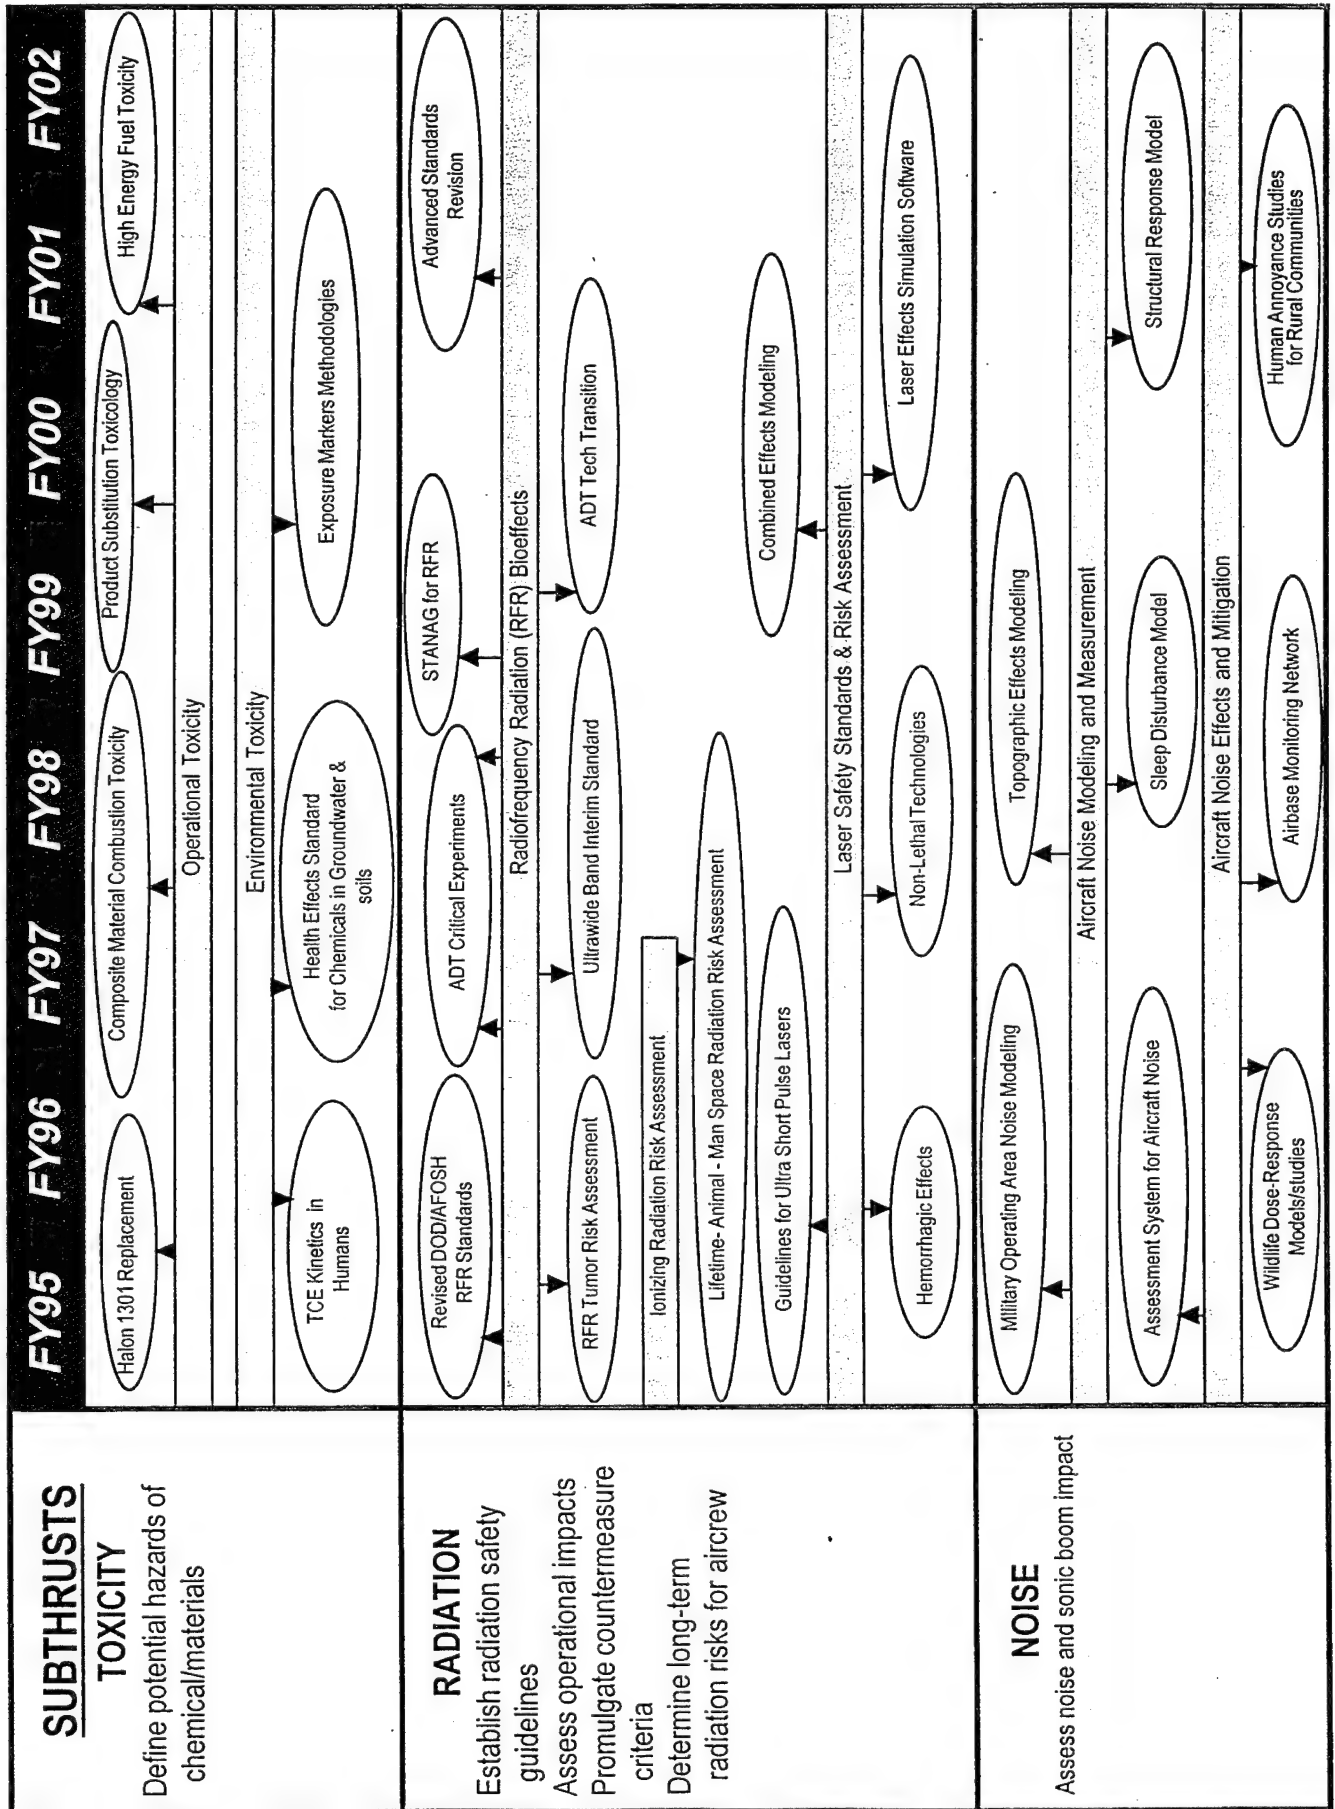 SUBTHRUSTS
FY95 FY96 FY97 FY98 FY99 FY00 FY01 FY02
TOXICITY
Define potential hazards of
chemical/materials
Halon 1301 Replacement
Composite Material Combustion Toxicity
Product Substitution Toxicology
High Energy Fuel Toxicity
Operational Toxicity
Environmental Toxicity
TCE Kinetics in
Humans
Health Effects Standard
for Chemicals in Groundwater &
soils
Exposure Markers Methodologies
RADIATION
Establish radiation safety
guidelines
Assess operational impacts
Promulgate countermeasure
criteria
Determine long-term
radiation risks for aircrew
Revised DOD/AFOSH
RFR Standards
ADT Critical Experiments
STANAG for RFR
Advanced Standards
Revision
Radiofrequency Radiation (RFR) Bioeffects
RFR Tumor Risk Assessment
Ultrawide Band Interim Standard
ADT Tech Transition
Ionizing Radiation Risk Assessment
Lifetime- Animal - Man Space Radiation Risk Assessment
Guidelines for Ultra Short Pulse Lasers
Combined Effects Modeling
Laser Safety Standards & Risk Assessment
Hemorrhagic Effects
Non-Lethal Technologies
Laser Effects Simulation Software
NOISE
Assess noise and sonic boom impact
Military Operating Area Noise Modeling
Topographic Effects Modeling
Aircraft Noise Modeling and Measurement
Assessment System for Aircraft Noise
Sleep Disturbance Model
Structural Response Model
Aircraft Noise Effects and Mitigation
Wildlife Dose-Response
Models/studies
Airbase Monitoring Network
Human Annoyance Studies
for Rural Communities